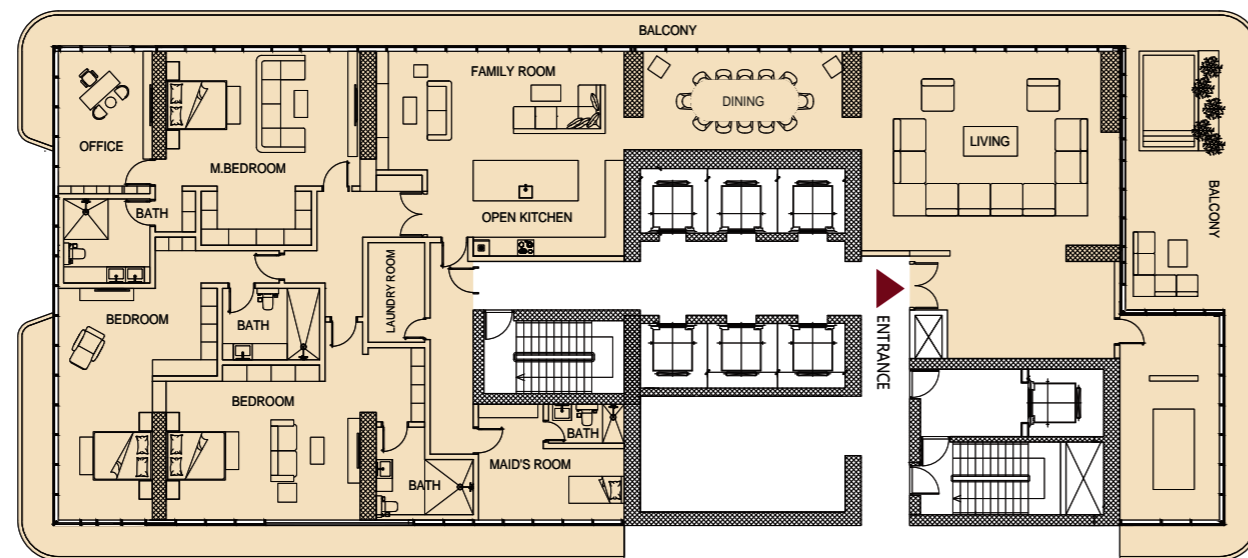 BALCONY
FAMILY ROOM
DINING
OFFICE
M.BEDROOM
LIVING
BATH
OPEN KITCHEN
BALCONY
LAUNDRY ROOM
BEDROOM
BATH
ENTRANCE
BEDROOM
BATH
MAID'S ROOM
BATH